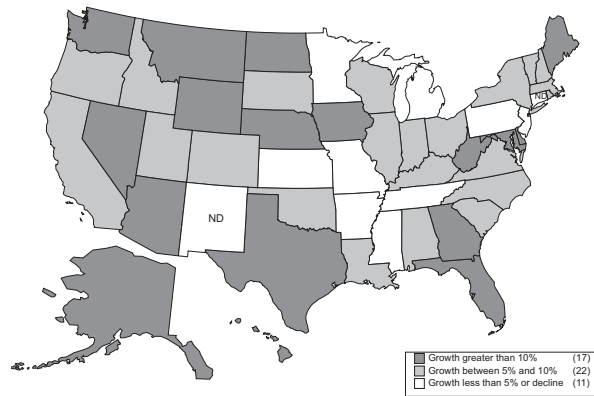 ND
ND
Growth greater than 10% (17)
Growth between 5% and 10% (22)
Growth less than 5% or decline (11)